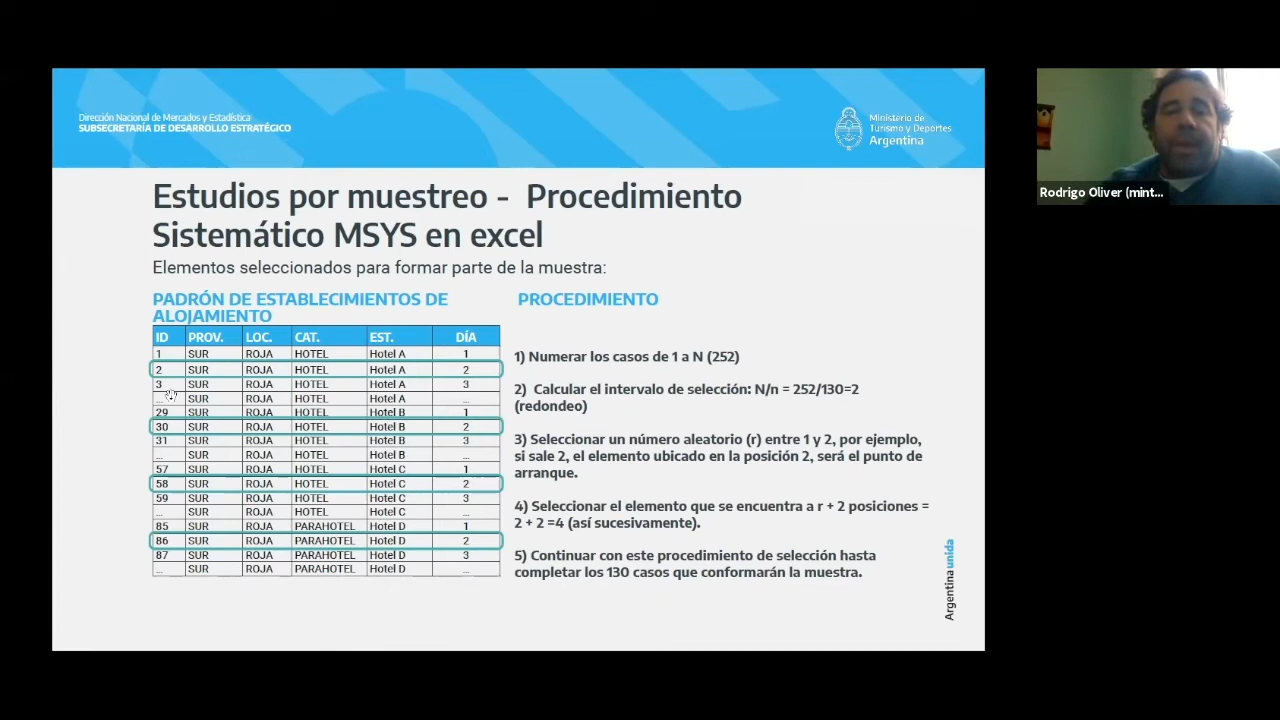 Dirección Nacional de Mercados y Estadística
SUBSECRETARÍA DE DESARROLLO ESTRATÉGICO
Ministerio de
Turismo y Deportes
Argentina
Rodrigo Oliver (mint...
Estudios por muestreo - Procedimiento
Sistemático MSYS en excel
Elementos seleccionados para formar parte de la muestra:
PADRÓN DE ESTABLECIMIENTOS DE
ALOJAMIENTO
ID PROV. LOC. CAT. EST. DÍA
1 SUR ROJA HOTEL Hotel A 1
2 SUR ROJA HOTEL Hotel A 2
3 SUR ROJA HOTEL Hotel A 3
... SUR ROJA HOTEL Hotel A ...
29 SUR ROJA HOTEL Hotel B 1
30 SUR ROJA HOTEL Hotel B 2
31 SUR ROJA HOTEL Hotel B 3
... SUR ROJA HOTEL Hotel B ...
57 SUR ROJA HOTEL Hotel C 1
58 SUR ROJA HOTEL Hotel C 2
59 SUR ROJA HOTEL Hotel C 3
... SUR ROJA HOTEL Hotel C ...
85 SUR ROJA PARAHOTEL Hotel D 1
86 SUR ROJA PARAHOTEL Hotel D 2
87 SUR ROJA PARAHOTEL Hotel D 3
... SUR ROJA PARAHOTEL Hotel D ...
PROCEDIMIENTO
1) Numerar los casos de 1 a N (252)
2) Calcular el intervalo de selección: N/n = 252/130=2
(redondeo)
3) Seleccionar un número aleatorio (r) entre 1 y 2, por ejemplo,
si sale 2, el elemento ubicado en la posición 2, será el punto de
arranque.
4) Seleccionar el elemento que se encuentra a r + 2 posiciones =
2 + 2 =4 (así sucesivamente).
5) Continuar con este procedimiento de selección hasta
completar los 130 casos que conformarán la muestra.
Argentina unida